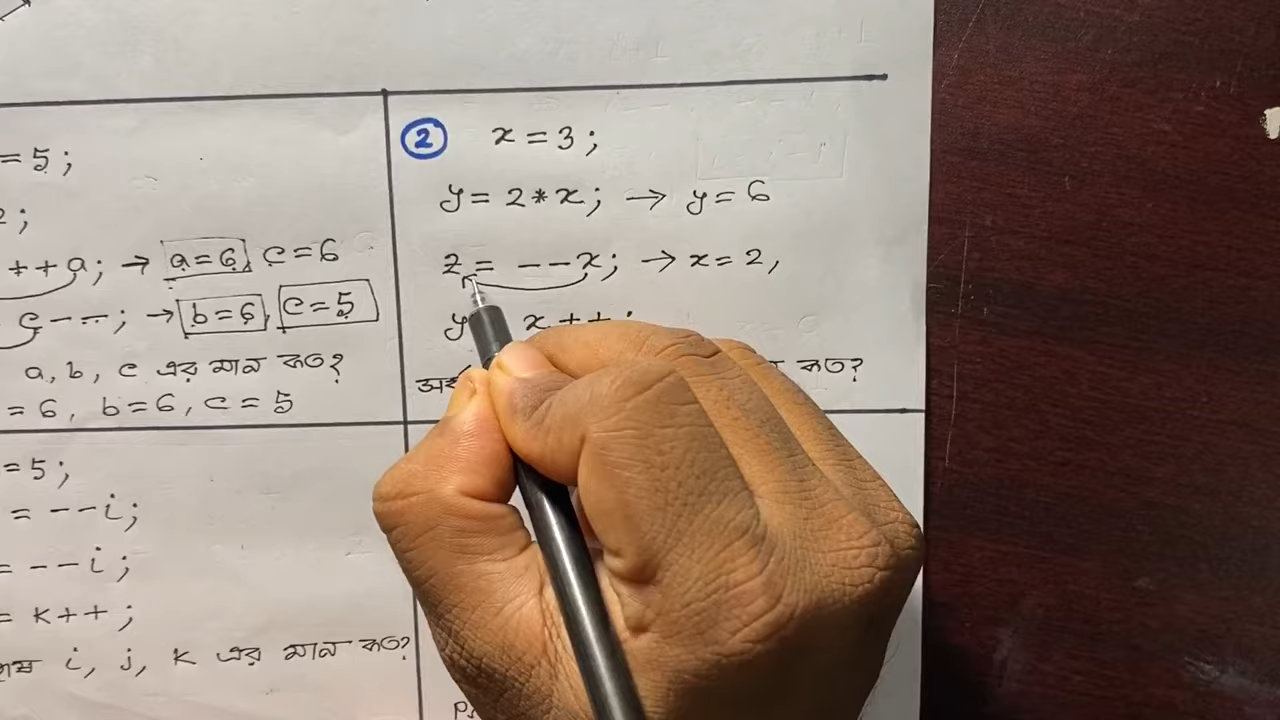 = 5 ;
2 ;
+ + a ; → a = 6 , c = 6
c - - ; → b = 6 , c = 5
a, b, c এর মান কত?
= 6, b = 6, c = 5
2 x = 3 ;
y = 2 * x ; → y = 6
z = - - x ; → x = 2 ,
y x + + ;
কত?
= 5 ;
= - - i ;
= - - i ;
= k + + ;
i, j, k এর মান কত?